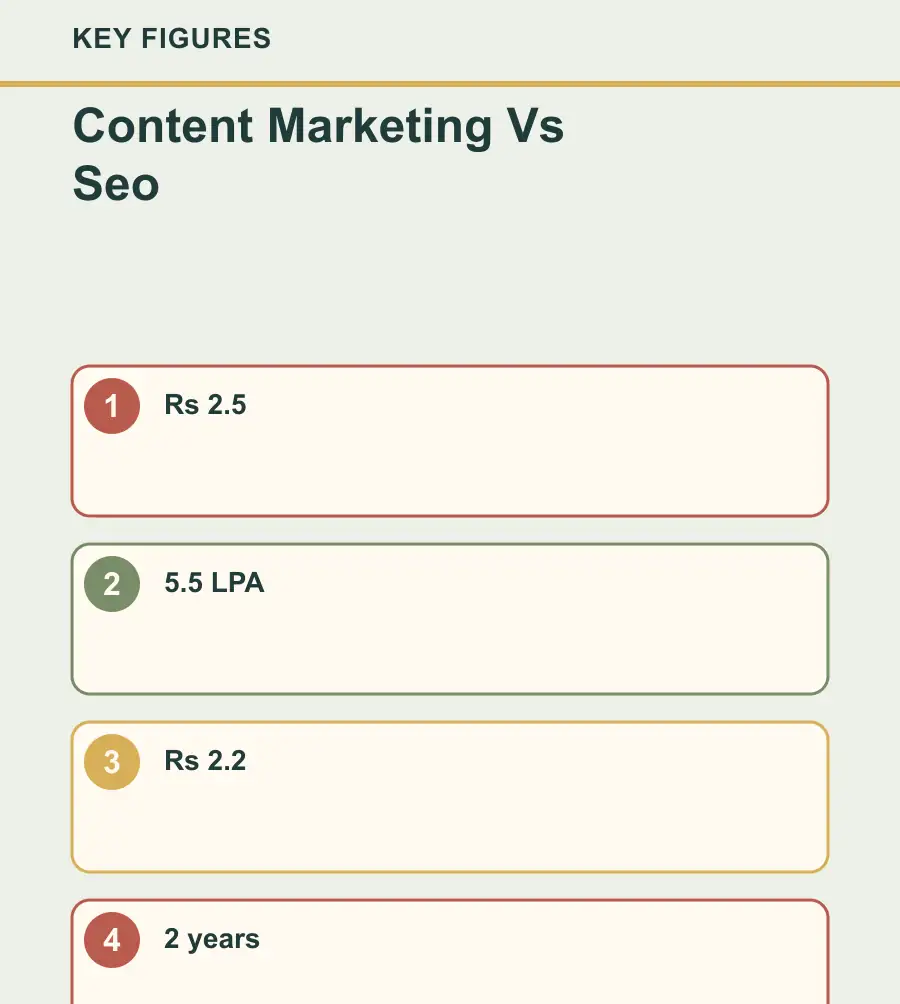 KEY FIGURES
Content Marketing Vs
Seo
1
Rs 2.5
2
5.5 LPA
3
Rs 2.2
4
2 years